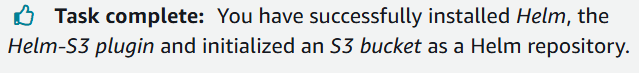 Task complete: You have successfully installed Helm, the
Helm-S3 plugin and initialized an S3 bucket as a Helm repository.